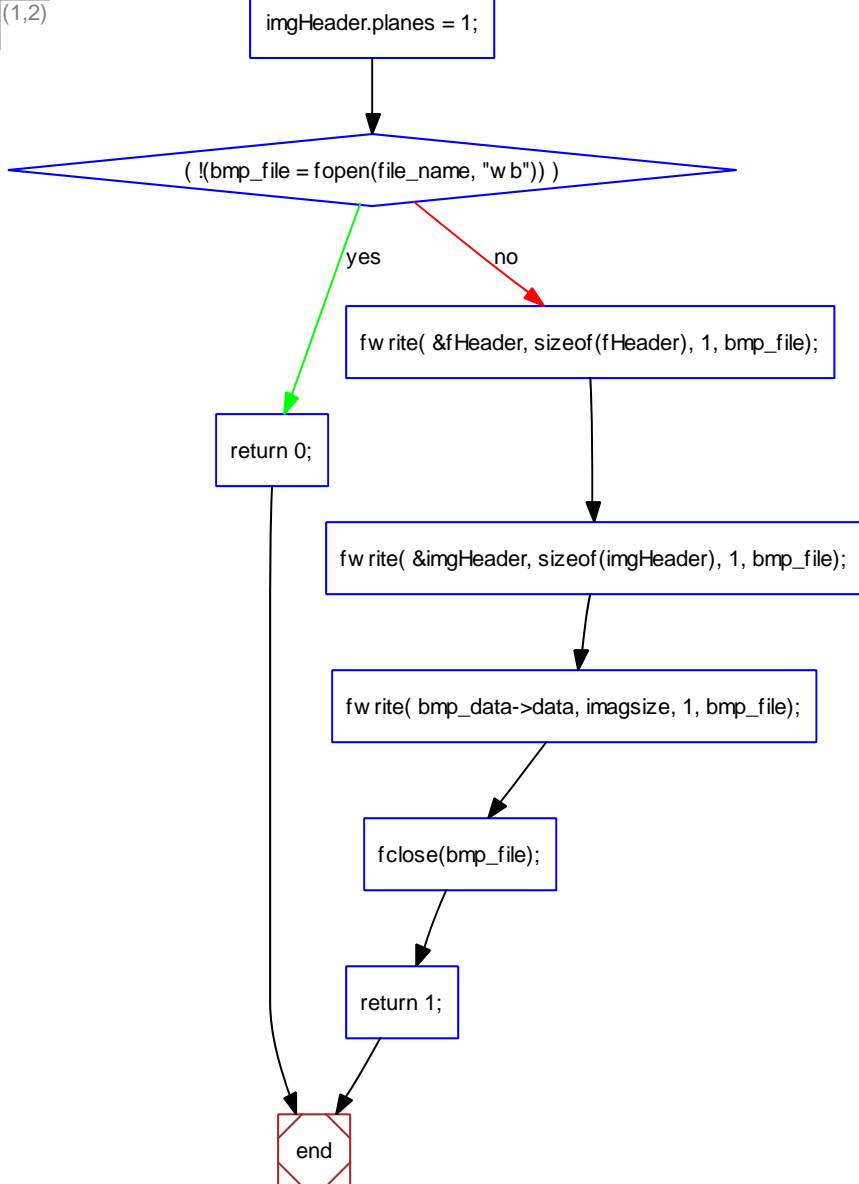 (1,2)
imgHeader.planes = 1;
( !(bmp_file = fopen(file_name, "wb")) )
yes
no
fwrite( &fHeader, sizeof(fHeader), 1, bmp_file);
return 0;
fwrite( &imgHeader, sizeof(imgHeader), 1, bmp_file);
fwrite( bmp_data->data, imagsize, 1, bmp_file);
fclose(bmp_file);
return 1;
end